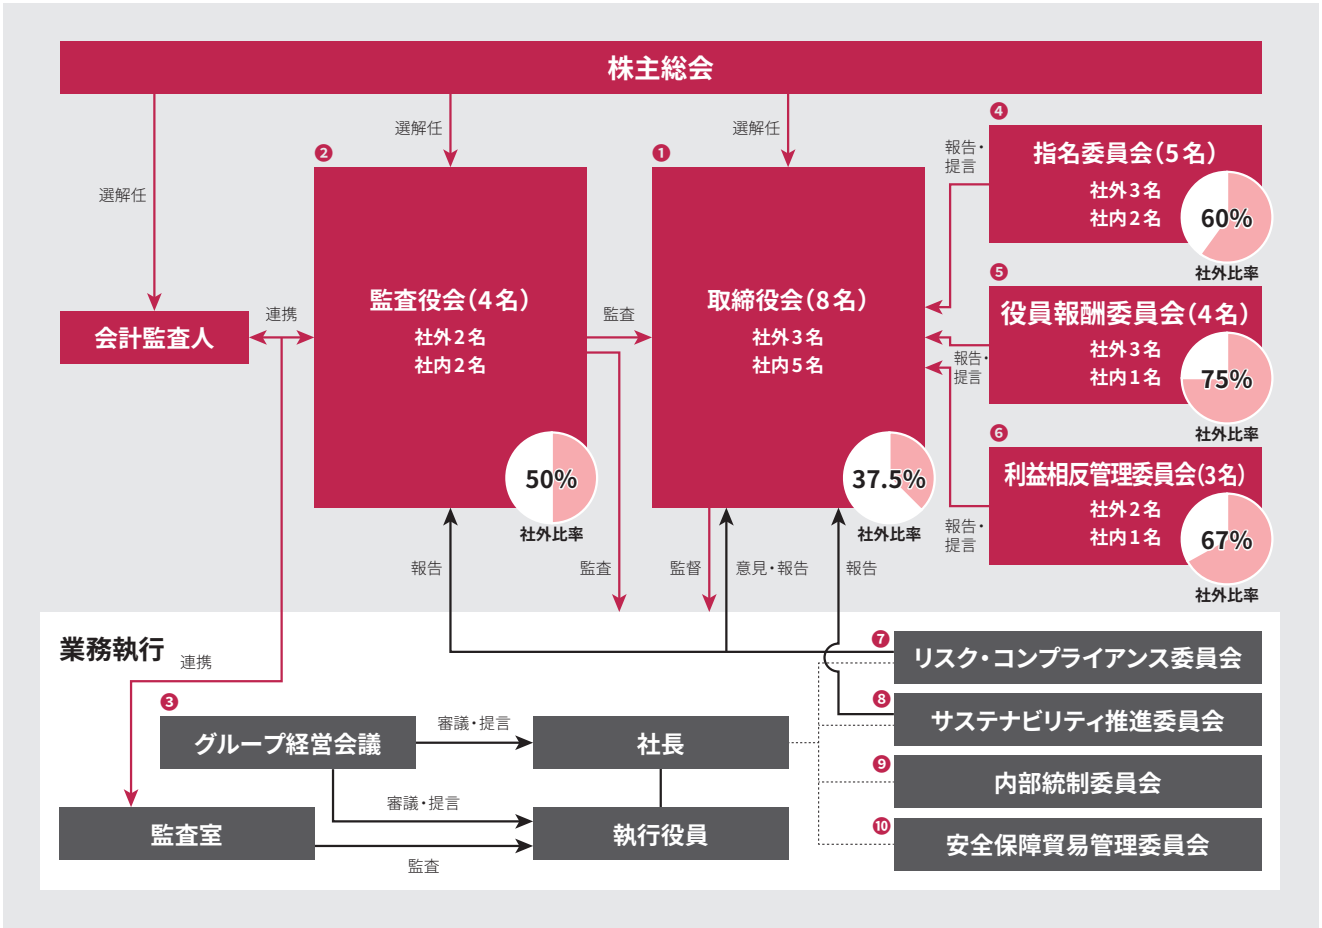 株主総会
選解任
選解任
選解任
❷
監査役会（4名）
社外2名
社内2名
50%
社外比率
❶
取締役会（8名）
社外3名
社内5名
37.5%
社外比率
❹
指名委員会（5名）
社外3名
社内2名
60%
社外比率
報告・
提言
❺
役員報酬委員会（4名）
社外3名
社内1名
75%
社外比率
報告・
提言
❻
利益相反管理委員会（3名）
社外2名
社内1名
67%
社外比率
報告・
提言
会計監査人
連携
監査
報告
監査
監督
意見・報告
報告
業務執行
連携
❸
グループ経営会議
審議・提言
社長
審議・提言
監査室
監査
執行役員
❼
リスク・コンプライアンス委員会
❽
サステナビリティ推進委員会
❾
内部統制委員会
❿
安全保障貿易管理委員会